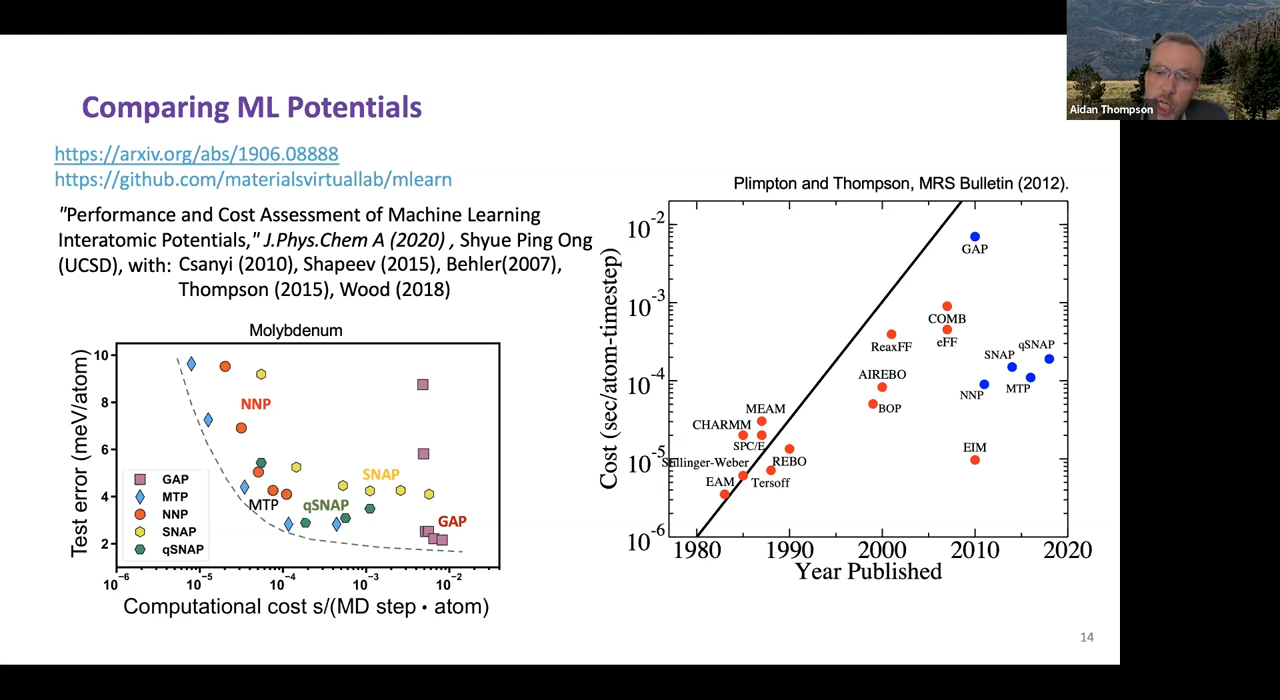 Aidan Thompson
Comparing ML Potentials
https://arxiv.org/abs/1906.08888
https://github.com/materialsvirtuallab/mlearn
"Performance and Cost Assessment of Machine Learning
Interatomic Potentials," J.Phys.Chem A (2020) , Shyue Ping Ong
(UCSD), with: Csanyi (2010), Shapeev (2015), Behler(2007),
Thompson (2015), Wood (2018)
Molybdenum
Test error (meV/atom)
10
8
6
4
2
NNP
SNAP
MTP
qSNAP
GAP
GAP
MTP
NNP
SNAP
qSNAP
10⁻⁶ 10⁻⁵ 10⁻⁴ 10⁻³ 10⁻²
Computational cost s/(MD step · atom)
Plimpton and Thompson, MRS Bulletin (2012).
Cost (sec/atom-timestep)
10⁻²
10⁻³
10⁻⁴
10⁻⁵
10⁻⁶
GAP
COMB
eFF
ReaxFF
qSNAP
SNAP
AIREBO
NNP
MTP
BOP
MEAM
CHARMM
SPC/E
EIM
REBO
Stillinger-Weber
EAM
Tersoff
1980 1990 2000 2010 2020
Year Published
14